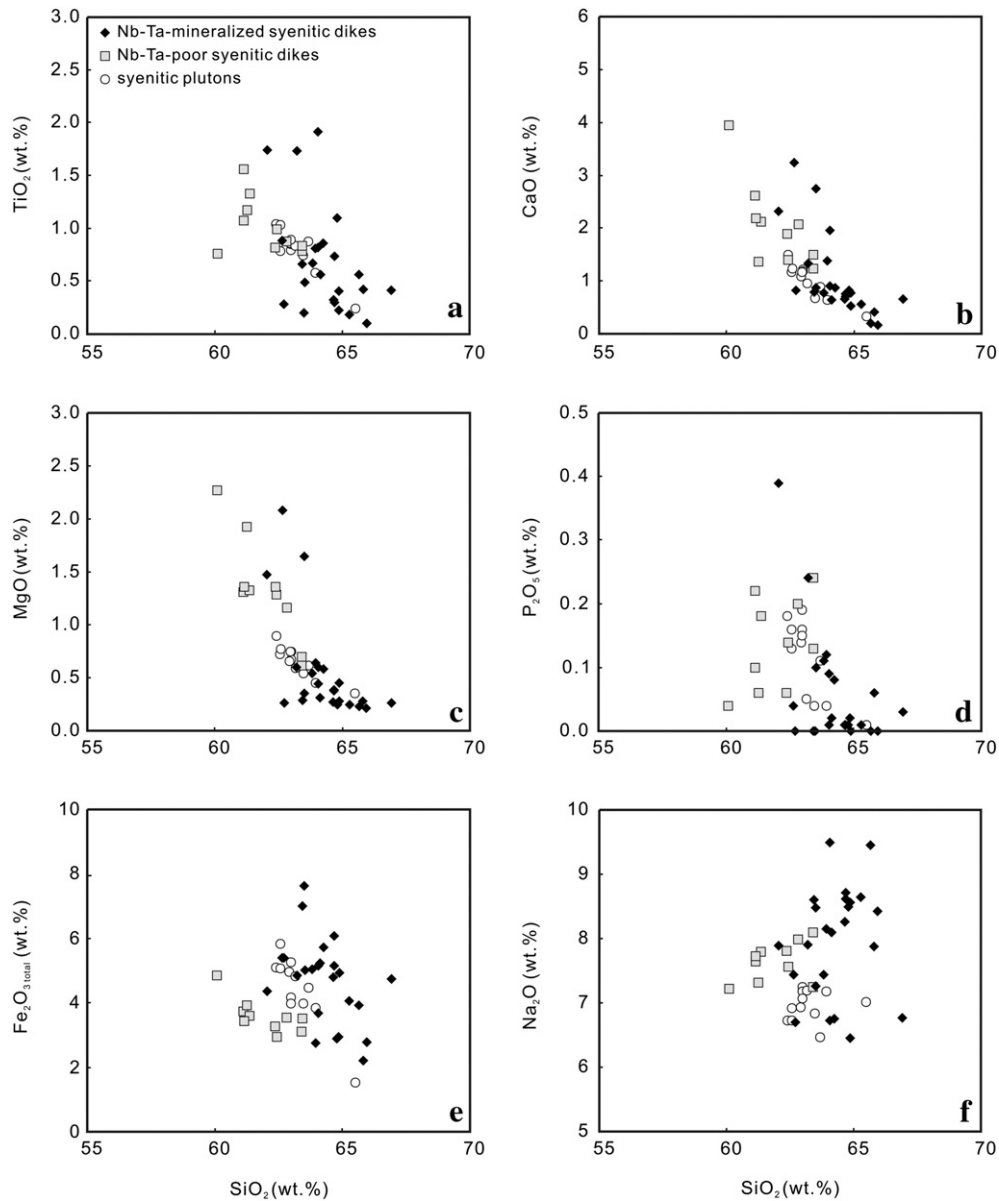 3.0
2.5
2.0
1.5
1.0
0.5
0.0
TiO2 (wt.%)
◆ Nb-Ta-mineralized syenitic dikes
■ Nb-Ta-poor syenitic dikes
○ syenitic plutons
a
55 60 65 70
4
3
2
1
0
CaO (wt.%)
b
55 60 65 70
3.0
2.5
2.0
1.5
1.0
0.5
0.0
MgO (wt.%)
c
55 60 65 70
0.5
0.4
0.3
0.2
0.1
0.0
P2O5 (wt.%)
d
55 60 65 70
10
8
6
4
2
0
Fe2O3 total (wt.%)
e
55 60 65 70
SiO2 (wt.%)
10
9
8
7
6
5
Na2O (wt.%)
f
55 60 65 70
SiO2 (wt.%)